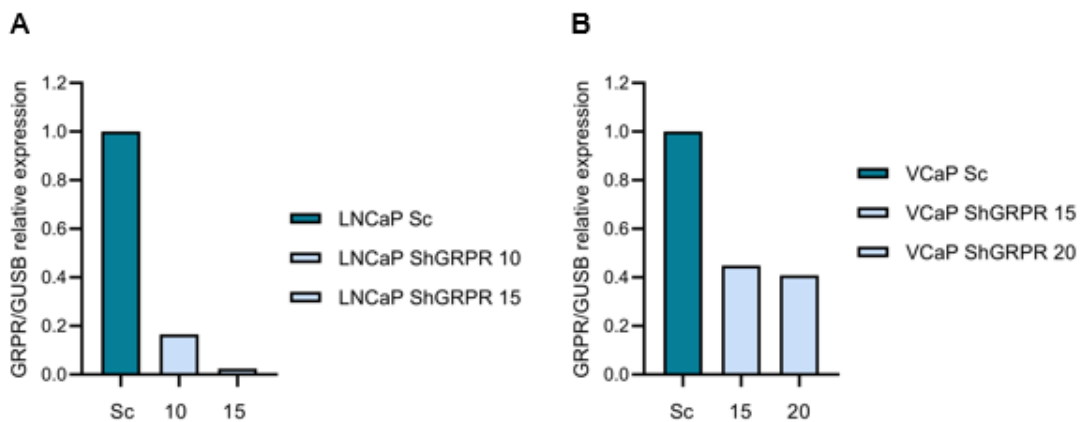 A
GRPR/GUSB relative expression
1.2
1.0
0.8
0.6
0.4
0.2
0.0
Sc
10
15
LNCaP Sc
LNCaP ShGRPR 10
LNCaP ShGRPR 15
B
GRPR/GUSB relative expression
1.2
1.0
0.8
0.6
0.4
0.2
0.0
Sc
15
20
VCaP Sc
VCaP ShGRPR 15
VCaP ShGRPR 20